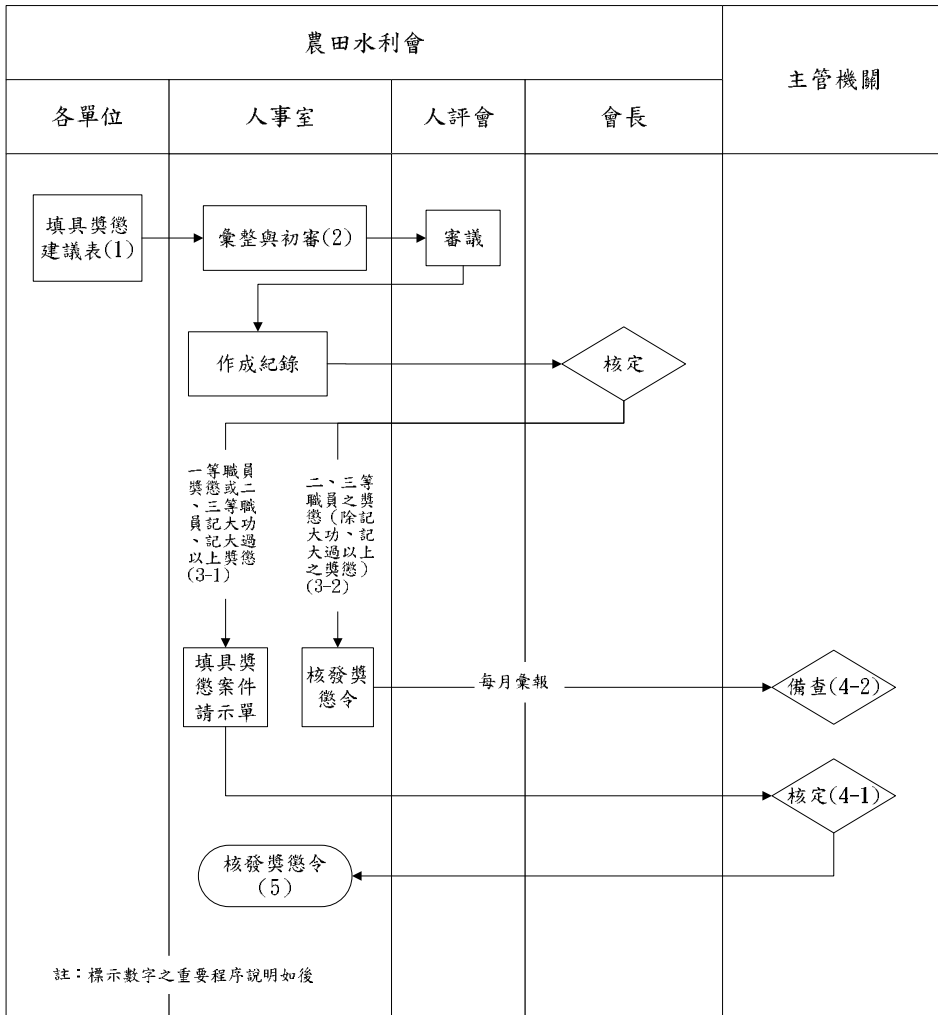 農田水利會
主管機關
各單位
人事室
人評會
會長
填具獎懲
建議表(1)
彙整與初審(2)
審議
作成紀錄
核定
一等職員
獎懲或二
、三等職
員記大功
、記大過
以上獎懲
(3-1)
二、三等
職員之獎
懲(除記
大功、記
大過以上
之獎懲)
(3-2)
填具獎
懲案件
請示單
核發獎
懲令
每月彙報
備查(4-2)
核定(4-1)
核發獎懲令
(5)
註：標示數字之重要程序說明如後